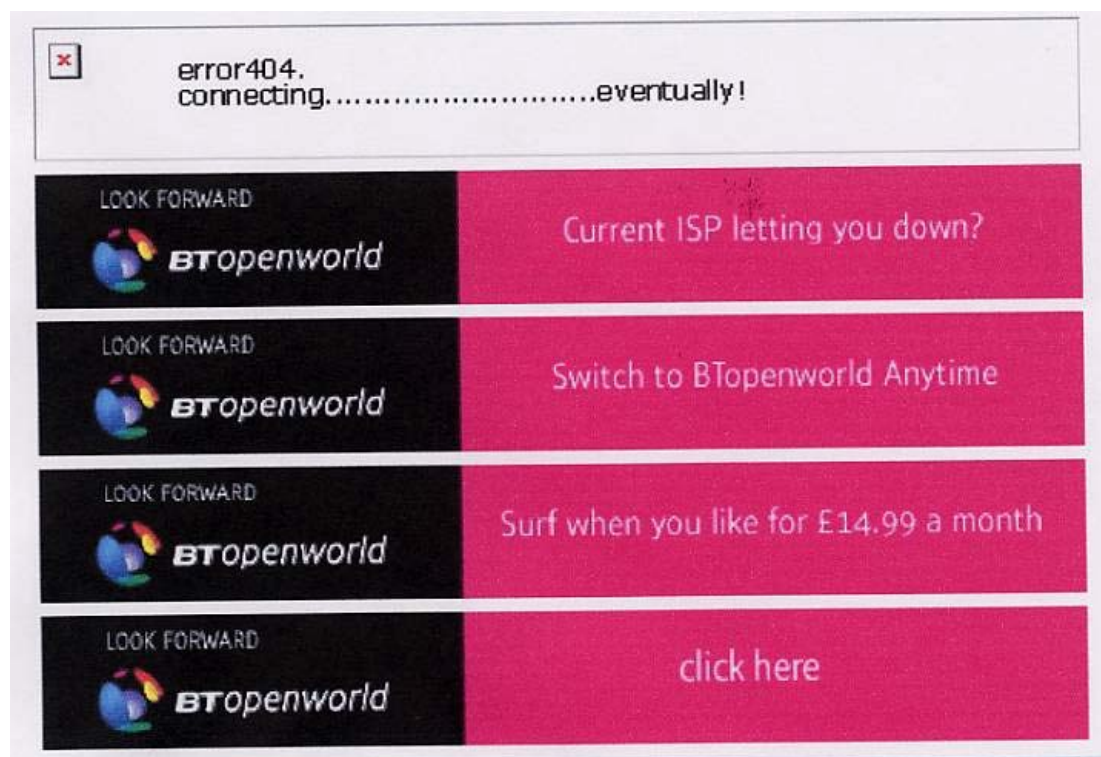 error404.
connecting..............................eventually!
LOOK FORWARD
BTopenworld
Current ISP letting you down?
LOOK FORWARD
BTopenworld
Switch to BTopenworld Anytime
LOOK FORWARD
BTopenworld
Surf when you like for £14.99 a month
LOOK FORWARD
BTopenworld
click here